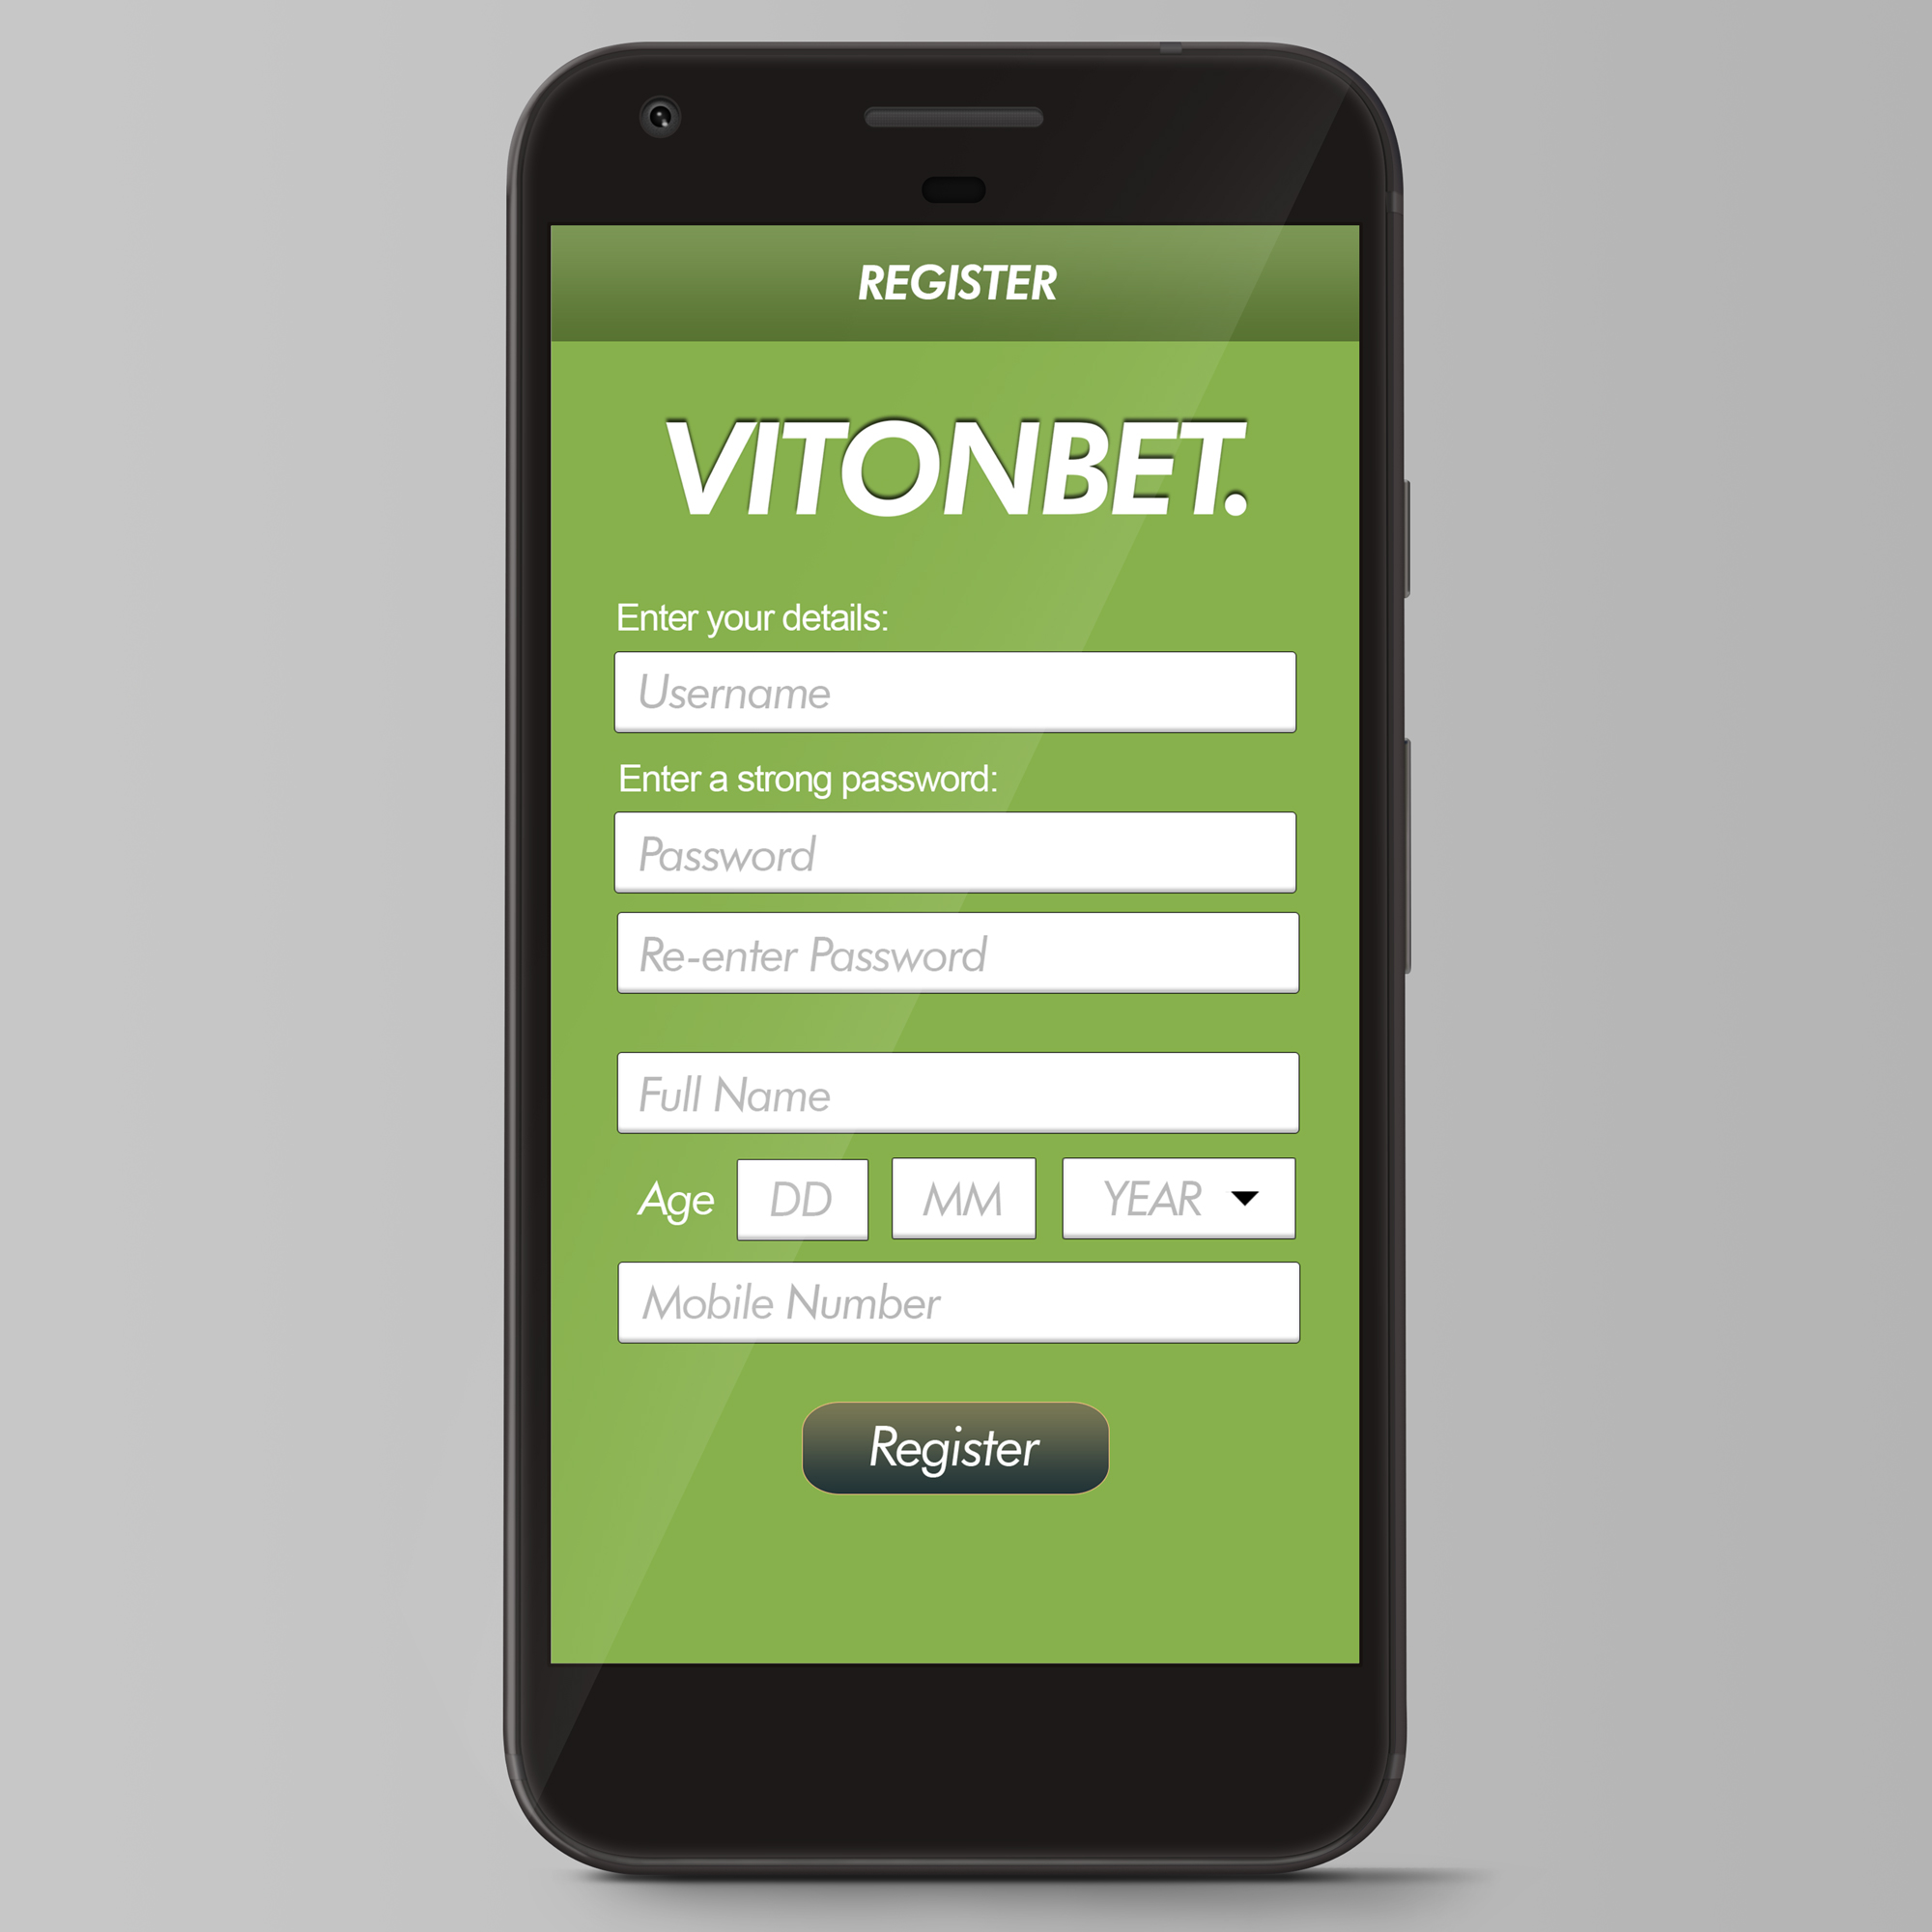 REGISTER
VITONBET.
Enter your details:
Username
Enter a strong password:
Password
Re-enter Password
Full Name
Age DD MM YEAR
Mobile Number
Register